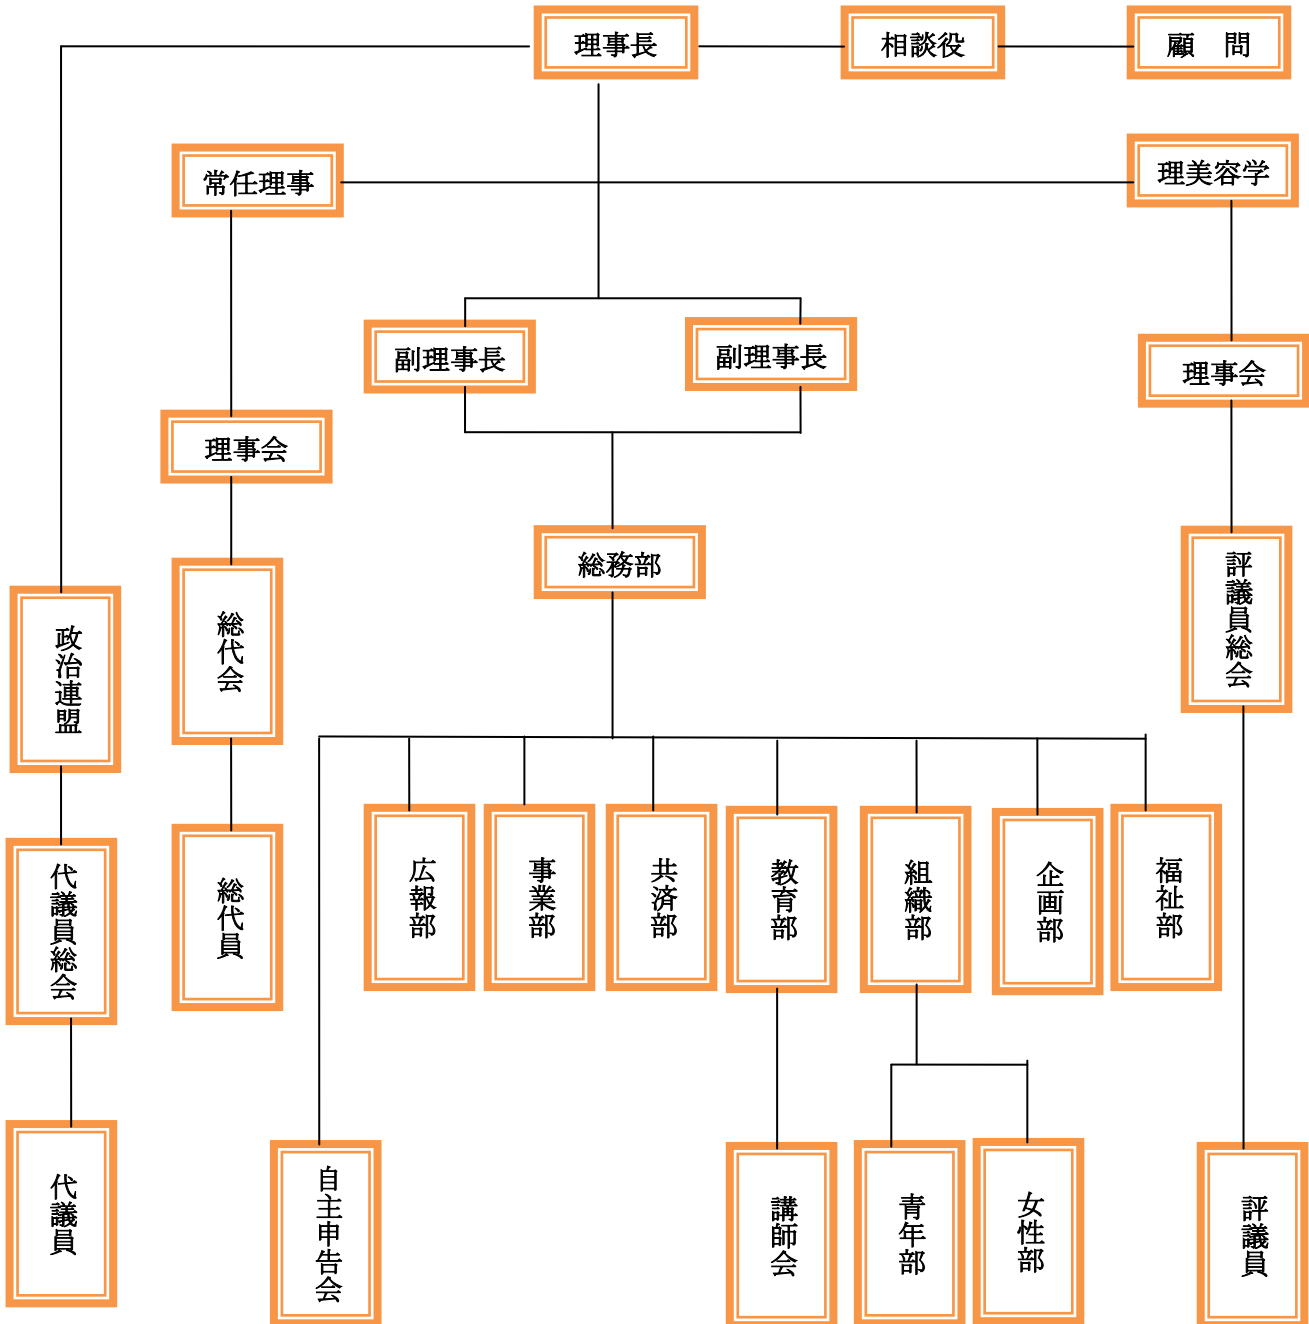 理事長
相談役
顧　問
常任理事
理美容学
副理事長
副理事長
理事会
理事会
総務部
政治連盟
総代会
評議員総会
代議員総会
総代員
広報部
事業部
共済部
教育部
組織部
企画部
福祉部
代議員
自主申告会
講師会
青年部
女性部
評議員